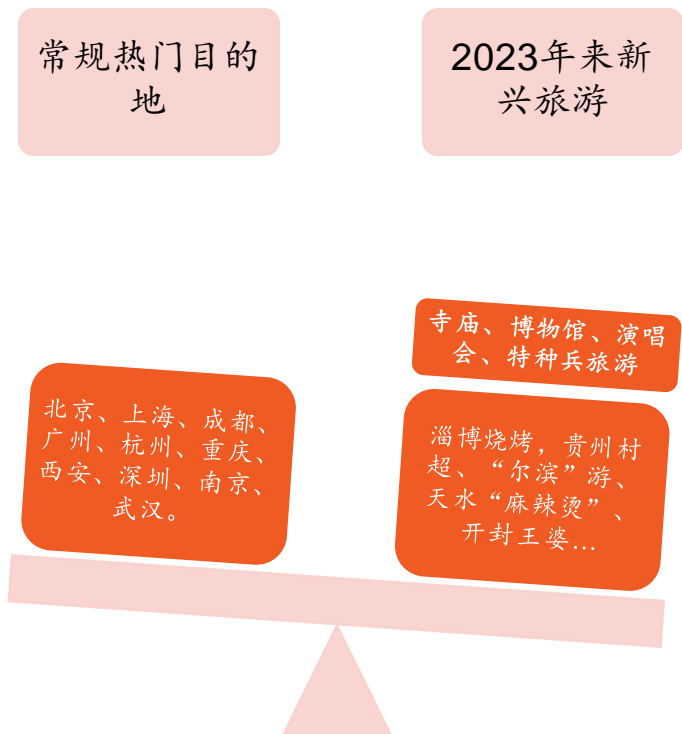 常规热门目的
地
2023年来新
兴旅游
寺庙、博物馆、演唱
会、特种兵旅游
北京、上海、成都、
广州、杭州、重庆、
西安、深圳、南京、
武汉。
淄博烧烤，贵州村
超、“尔滨”游、
天水“麻辣烫”、
开封王婆…